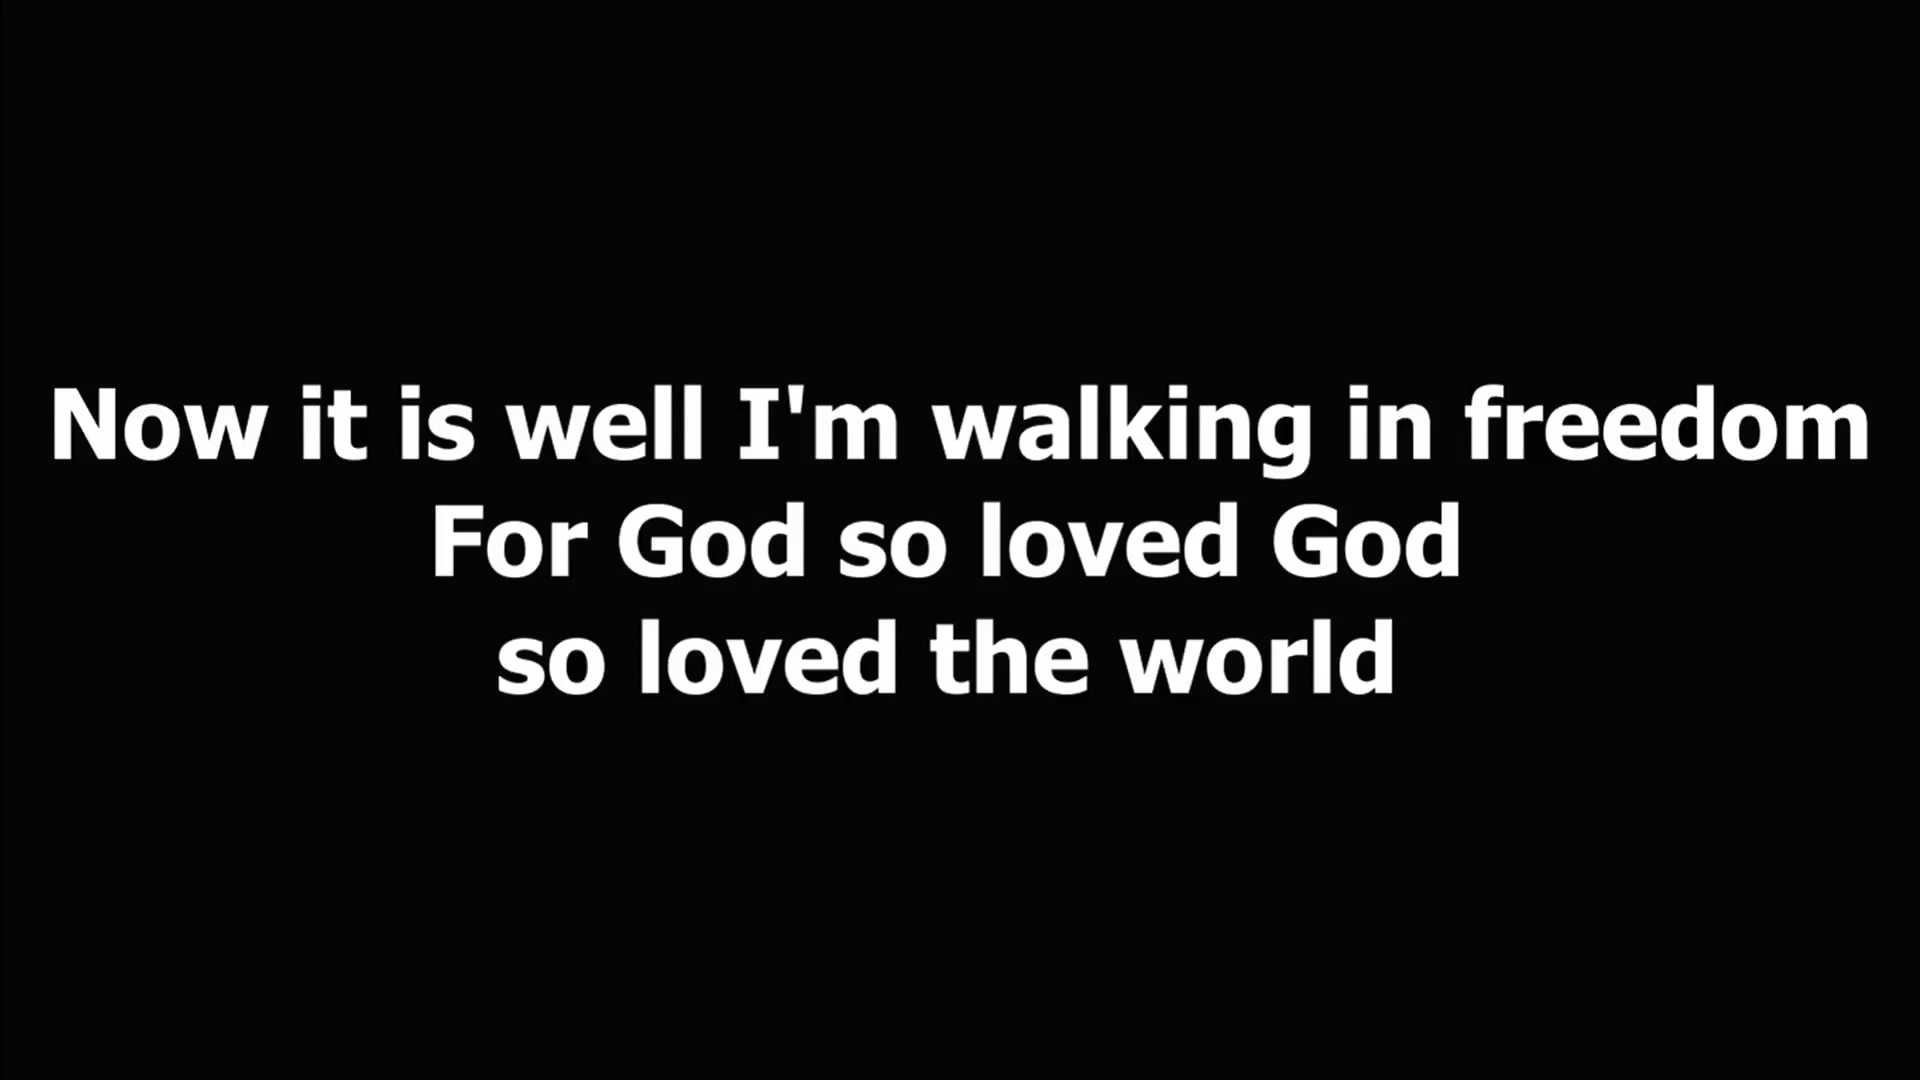 Now it is well I'm walking in freedom
For God so loved God
so loved the world